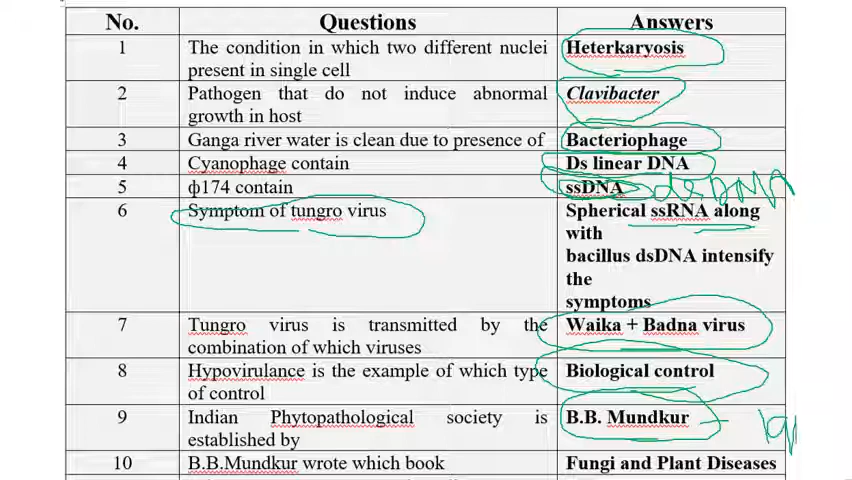 No. Questions Answers
1 The condition in which two different nuclei Heterkaryosis
present in single cell
2 Pathogen that do not induce abnormal Clavibacter
growth in host
3 Ganga river water is clean due to presence of Bacteriophage
4 Cyanophage contain Ds linear DNA
5 ф174 contain ssDNA dsDNA
6 Symptom of tungro virus Spherical ssRNA along
with
bacillus dsDNA intensify
the
symptoms
7 Tungro virus is transmitted by the Waika + Badna virus
combination of which viruses
8 Hypovirulance is the example of which type Biological control
of control
9 Indian Phytopathological society is B.B. Mundkur
established by
10 B.B.Mundkur wrote which book Fungi and Plant Diseases